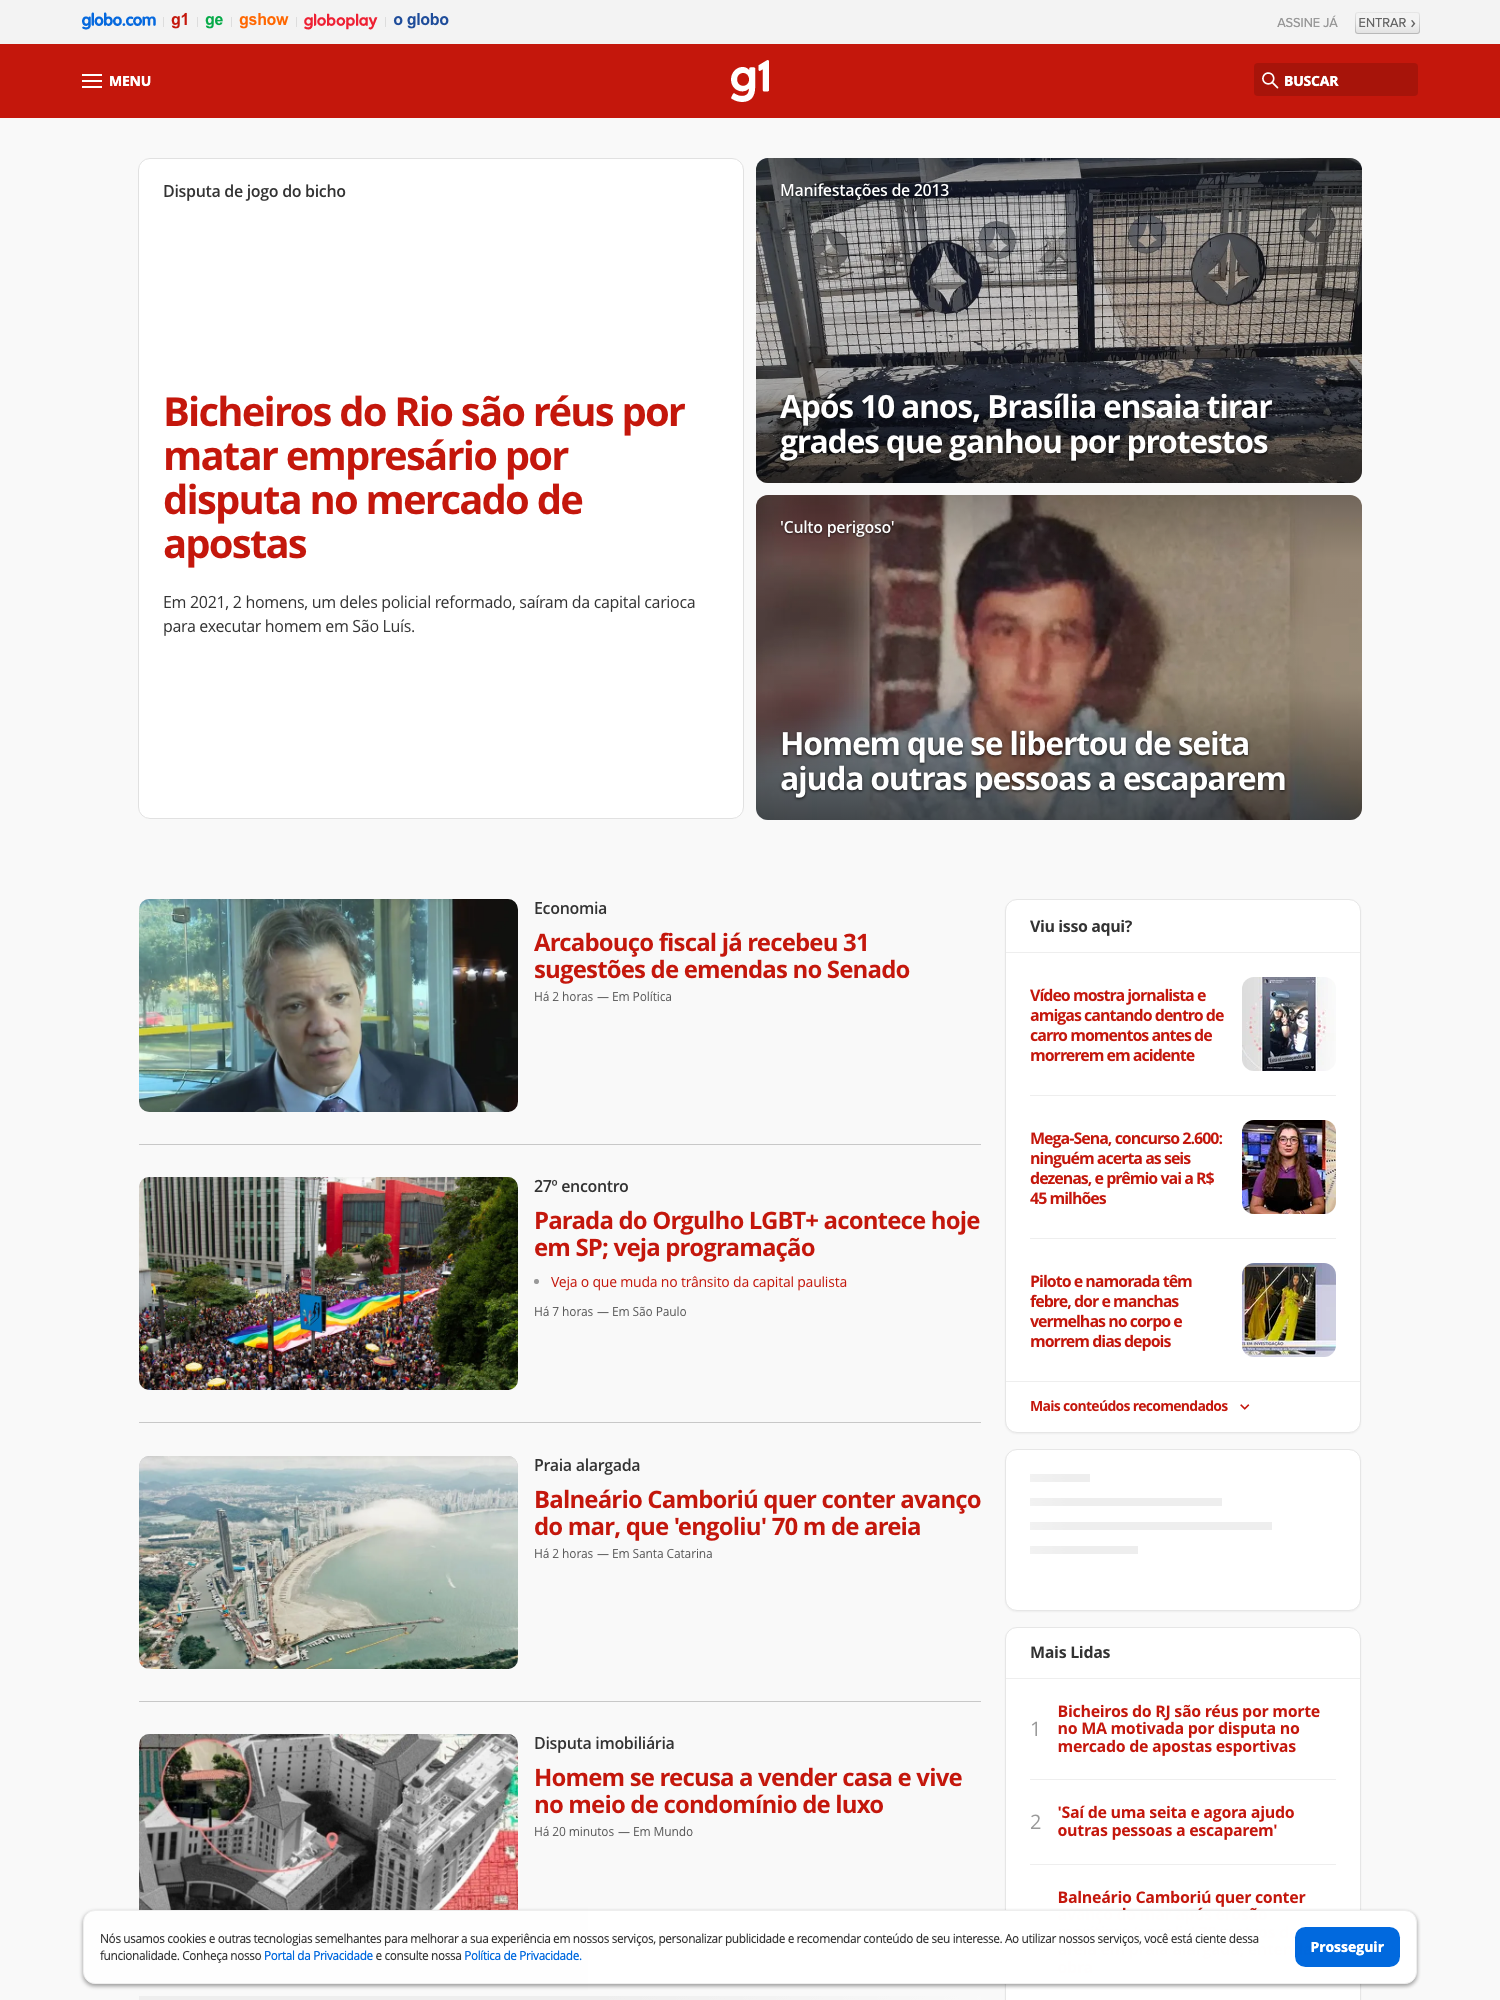 globo.com g1 ge gshow globoplay o globo
ASSINE JÁ
ENTRAR ›
MENU
g1
BUSCAR
Disputa de jogo do bicho
Bicheiros do Rio são réus por
matar empresário por
disputa no mercado de
apostas
Em 2021, 2 homens, um deles policial reformado, saíram da capital carioca
para executar homem em São Luís.
Manifestações de 2013
Após 10 anos, Brasília ensaia tirar
grades que ganhou por protestos
'Culto perigoso'
Homem que se libertou de seita
ajuda outras pessoas a escaparem
Economia
Arcabouço fiscal já recebeu 31
sugestões de emendas no Senado
Há 2 horas — Em Política
27º encontro
Parada do Orgulho LGBT+ acontece hoje
em SP; veja programação
Veja o que muda no trânsito da capital paulista
Há 7 horas — Em São Paulo
Praia alargada
Balneário Camboriú quer conter avanço
do mar, que 'engoliu' 70 m de areia
Há 2 horas — Em Santa Catarina
Disputa imobiliária
Homem se recusa a vender casa e vive
no meio de condomínio de luxo
Há 20 minutos — Em Mundo
Viu isso aqui?
Vídeo mostra jornalista e
amigas cantando dentro de
carro momentos antes de
morrerem em acidente
Mega-Sena, concurso 2.600:
ninguém acerta as seis
dezenas, e prêmio vai a R$
45 milhões
Piloto e namorada têm
febre, dor e manchas
vermelhas no corpo e
morrem dias depois
Mais conteúdos recomendados
Mais Lidas
1
Bicheiros do RJ são réus por morte
no MA motivada por disputa no
mercado de apostas esportivas
2
'Saí de uma seita e agora ajudo
outras pessoas a escaparem'
Balneário Camboriú quer conter
Nós usamos cookies e outras tecnologias semelhantes para melhorar a sua experiência em nossos serviços, personalizar publicidade e recomendar conteúdo de seu interesse. Ao utilizar nossos serviços, você está ciente dessa
funcionalidade. Conheça nosso Portal da Privacidade e consulte nossa Política de Privacidade.
Prosseguir